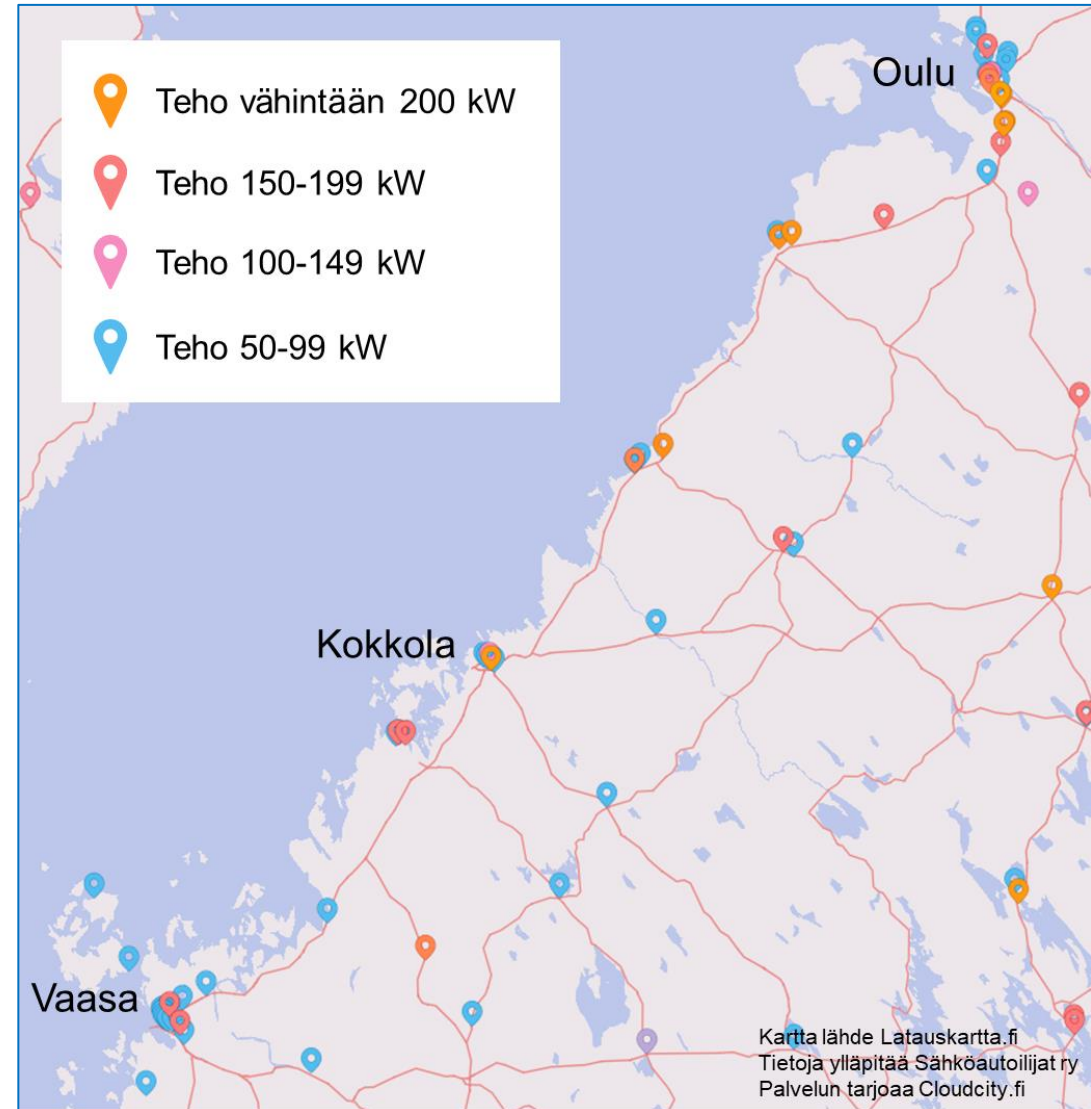 Teho vähintään 200 kW
Teho 150-199 kW
Teho 100-149 kW
Teho 50-99 kW
Oulu
Kokkola
Vaasa
Kartta lähde Latauskartta.fi
Tietoja ylläpitää Sähköautoilijat ry
Palvelun tarjoaa Cloudcity.fi